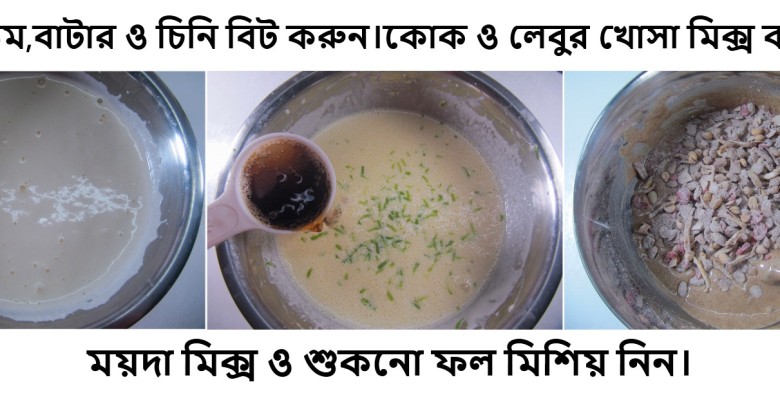 ম,বাটার ও চিনি বিট করুন।কোক ও লেবুর খোসা মিক্স ক
ময়দা মিক্স ও শুকনো ফল মিশিয় নিন।